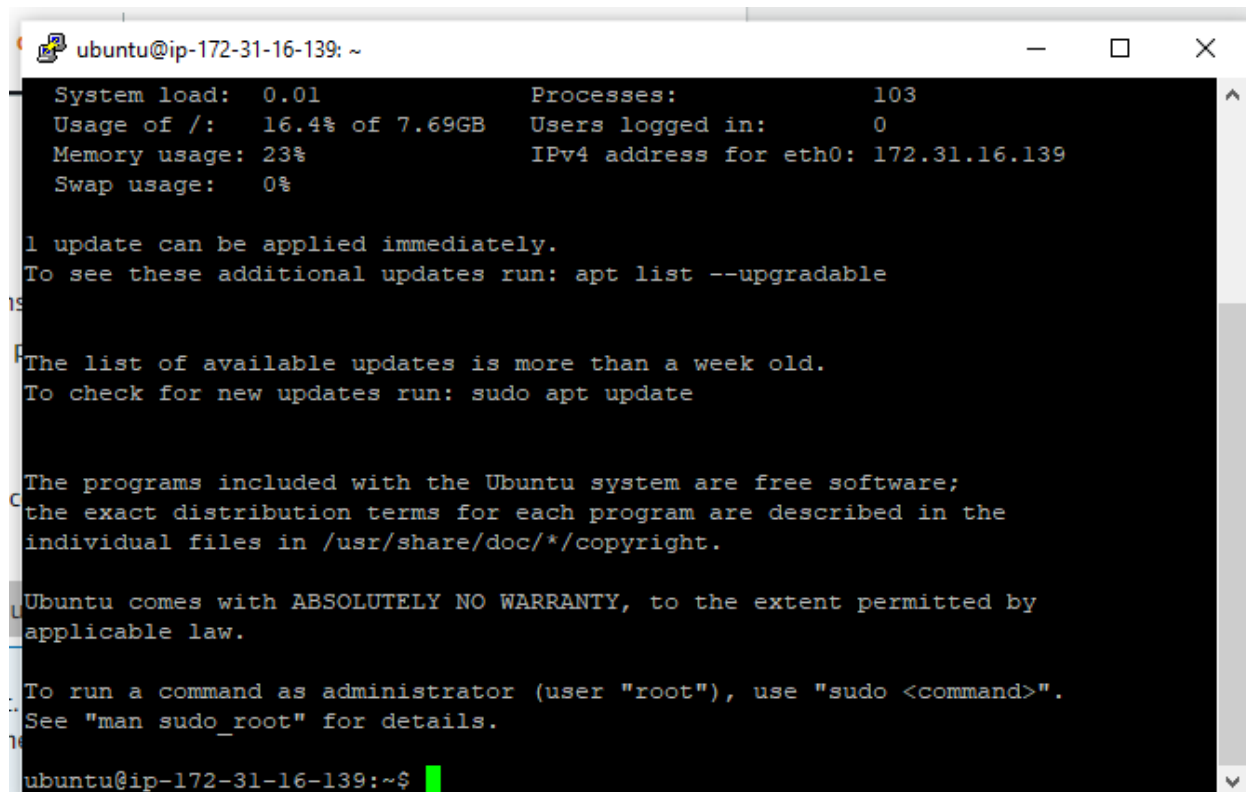 ubuntu@ip-172-31-16-139: ~
System load: 0.01 Processes: 103
Usage of /: 16.4% of 7.69GB Users logged in: 0
Memory usage: 23% IPv4 address for eth0: 172.31.16.139
Swap usage: 0%
1 update can be applied immediately.
To see these additional updates run: apt list --upgradable
The list of available updates is more than a week old.
To check for new updates run: sudo apt update
The programs included with the Ubuntu system are free software;
the exact distribution terms for each program are described in the
individual files in /usr/share/doc/*/copyright.
Ubuntu comes with ABSOLUTELY NO WARRANTY, to the extent permitted by
applicable law.
To run a command as administrator (user "root"), use "sudo <command>".
See "man sudo_root" for details.
ubuntu@ip-172-31-16-139:~$